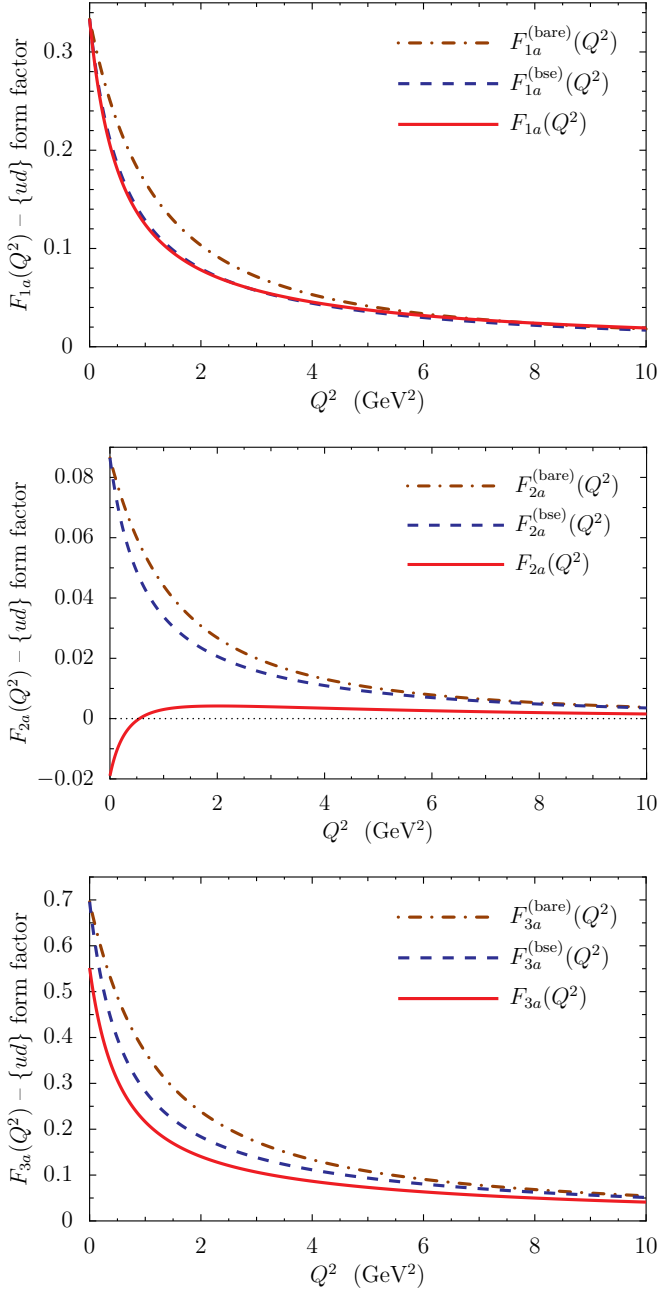 F_{1a}(Q^2) − {ud} form factor
0.3
0.2
0.1
0
F_{1a}^{(bare)}(Q^2)
F_{1a}^{(bse)}(Q^2)
F_{1a}(Q^2)
0 2 4 6 8 10
Q^2 (GeV^2)
F_{2a}(Q^2) − {ud} form factor
0.08
0.06
0.04
0.02
0
−0.02
F_{2a}^{(bare)}(Q^2)
F_{2a}^{(bse)}(Q^2)
F_{2a}(Q^2)
0 2 4 6 8 10
Q^2 (GeV^2)
F_{3a}(Q^2) − {ud} form factor
0.7
0.6
0.5
0.4
0.3
0.2
0.1
0
F_{3a}^{(bare)}(Q^2)
F_{3a}^{(bse)}(Q^2)
F_{3a}(Q^2)
0 2 4 6 8 10
Q^2 (GeV^2)